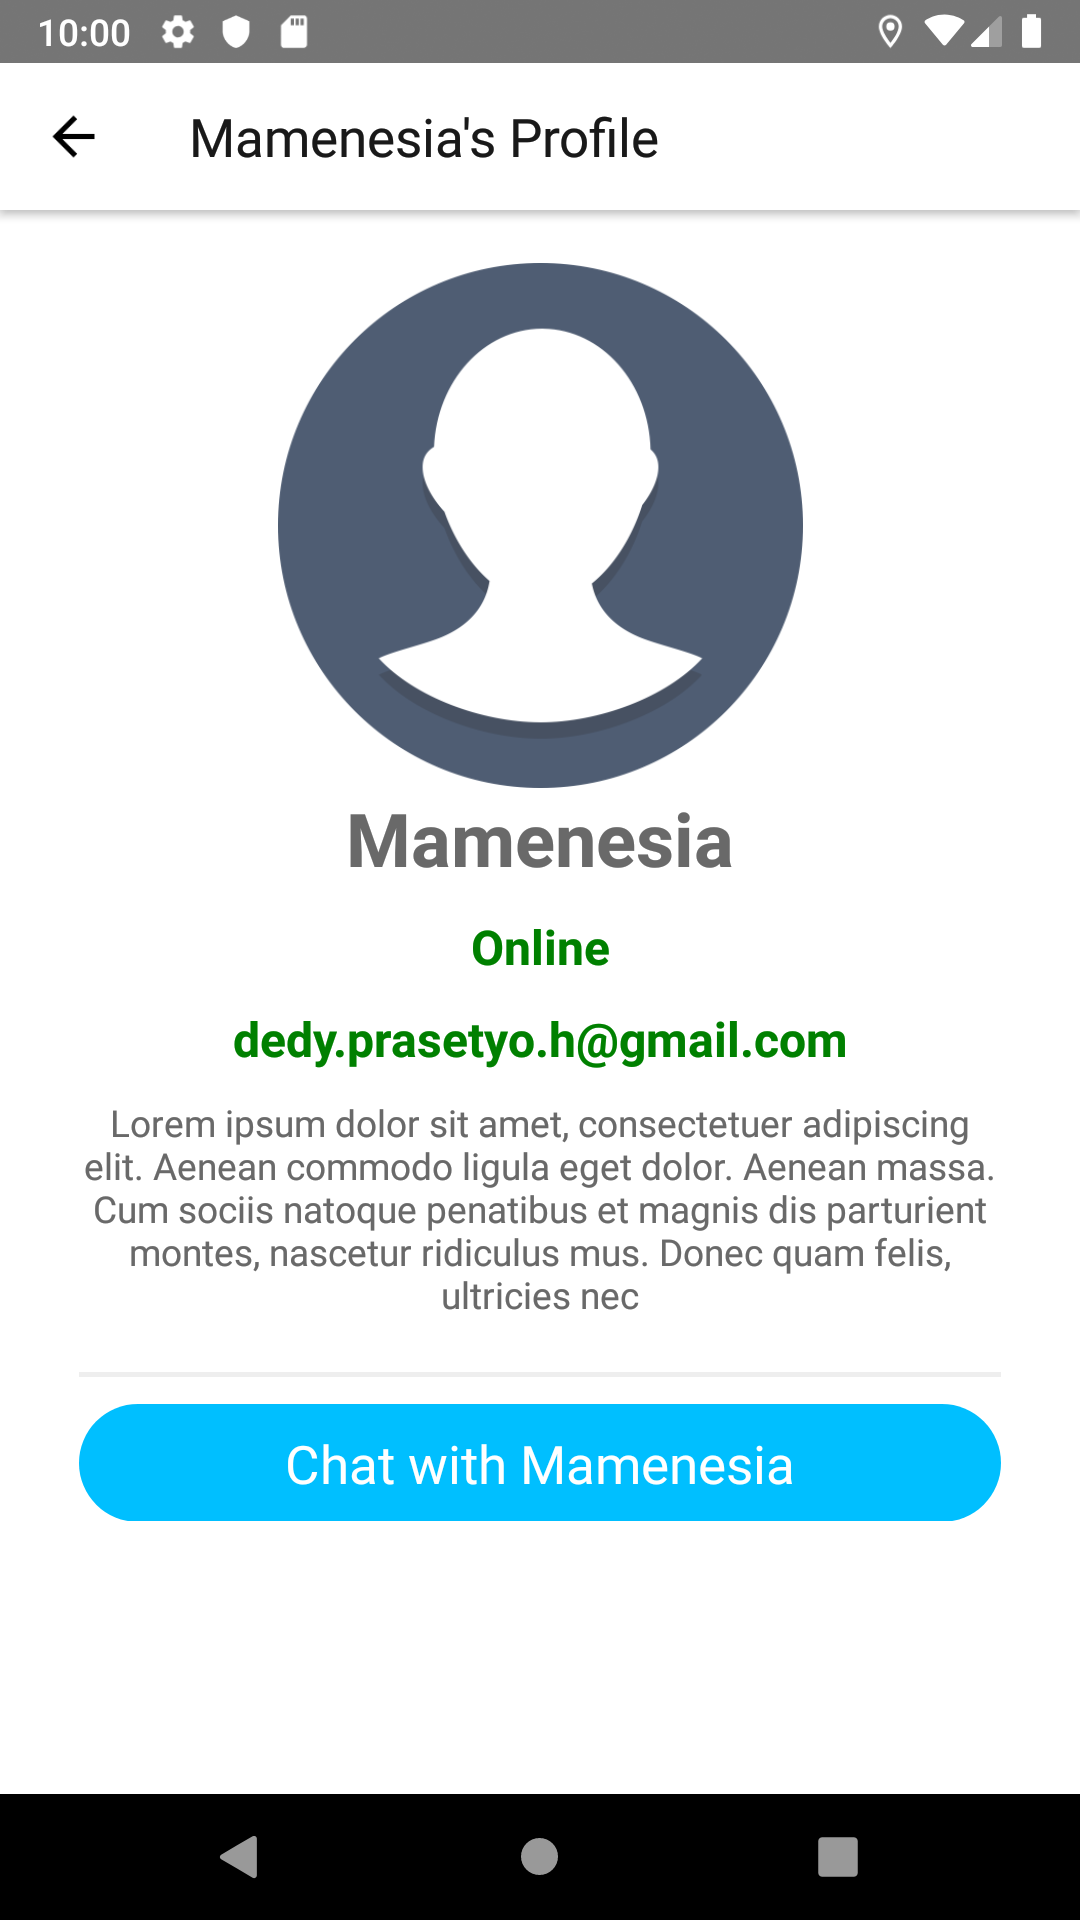 10:00
Mamenesia's Profile
Mamenesia
Online
dedy.prasetyo.h@gmail.com
Lorem ipsum dolor sit amet, consectetuer adipiscing
elit. Aenean commodo ligula eget dolor. Aenean massa.
Cum sociis natoque penatibus et magnis dis parturient
montes, nascetur ridiculus mus. Donec quam felis,
ultricies nec
Chat with Mamenesia